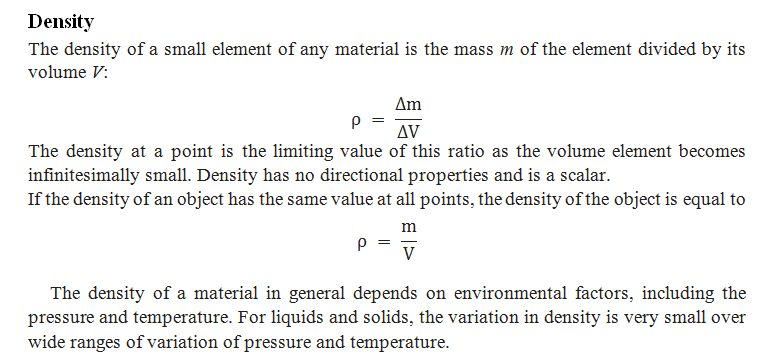 Density
The density of a small element of any material is the mass m of the element divided by its
volume V:
ρ = Δm/ΔV
The density at a point is the limiting value of this ratio as the volume element becomes
infinitesimally small. Density has no directional properties and is a scalar.
If the density of an object has the same value at all points, the density of the object is equal to
ρ = m/V
The density of a material in general depends on environmental factors, including the
pressure and temperature. For liquids and solids, the variation in density is very small over
wide ranges of variation of pressure and temperature.